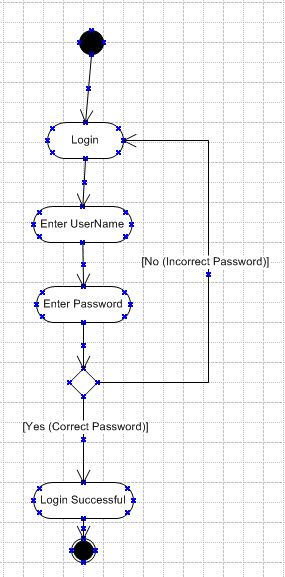 Login
Enter UserName
[No (Incorrect Password)]
Enter Password
[Yes (Correct Password)]
Login Successful